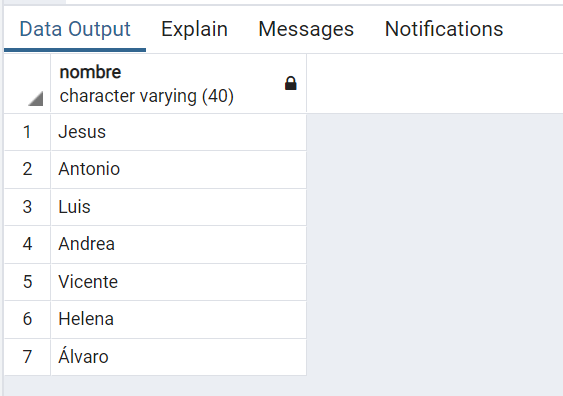 Data Output Explain Messages Notifications
nombre
character varying (40)
1 Jesus
2 Antonio
3 Luis
4 Andrea
5 Vicente
6 Helena
7 Álvaro